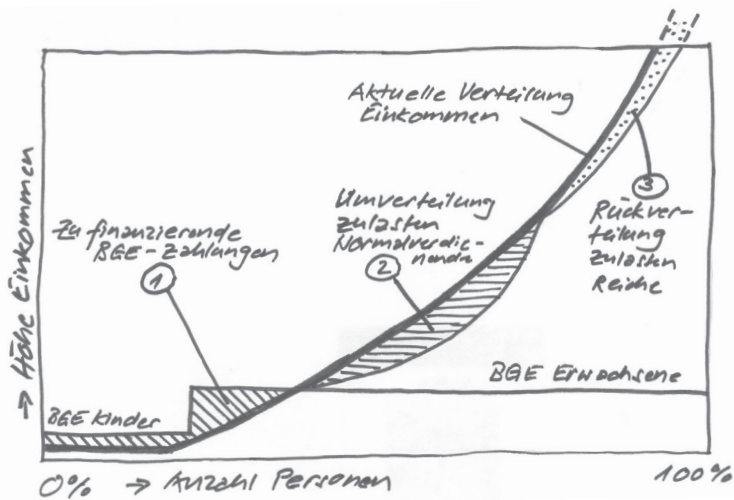 Aktuelle Verteilung
Einkommen
Umverteilung
zulasten
Normalverdie-
nende
2
3
Rückver-
teilung
zulasten
Reiche
Zu finanzierende
BGE-Zahlungen
1
→ Höhe Einkommen
BGE Kinder
BGE Erwachsene
0% → Anzahl Personen 100%